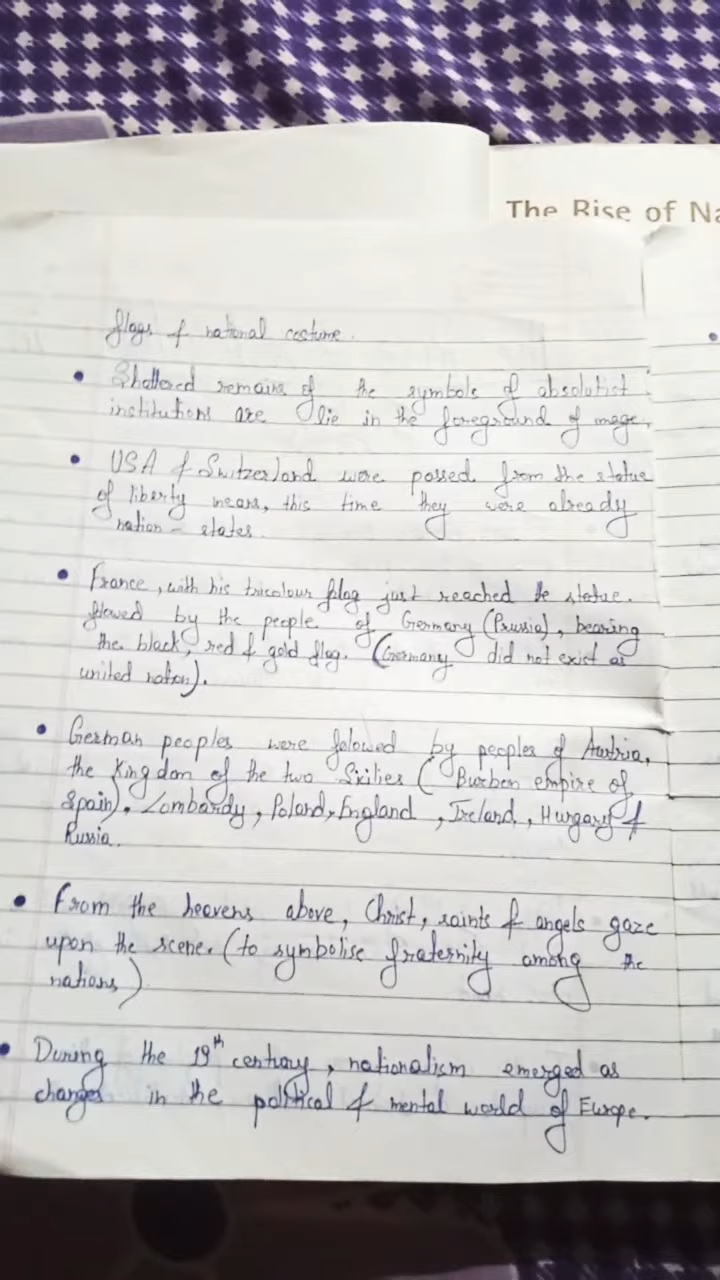 The Rise of Na
flags & national costume.
• Shattered remains of the symbols of absolutist
institutions are lie in the foreground of mage,
• USA & Switzerland were passed from the statue
of liberty means, this time they were already
nation - states.
• France, with his tricolour flag just reached the statue.
flowed by the people of Germany (Prusia), bearing
the black, red & gold flag. (Germany did not exist as
united nation).
• German peoples were folowed by peoples of Austria,
the Kingdom of the two Sixilies ( Burbon empire of
Spain), Lombardy, Poland, England , Ireland, Hungary &
Russia.
• From the heavens above, Christ, saints & angels gaze
upon the scene. (to symbolise fraternity among the
nations)
• During the 19th century, nationalism emerged as
changes in the political & mental world of Europe.